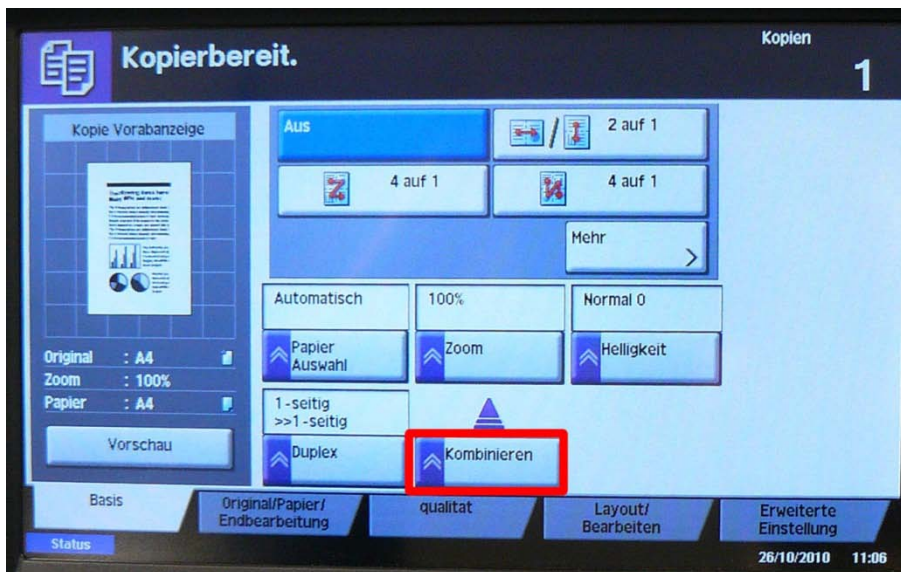 Kopierbereit.
Kopien
1
Kopie Vorabanzeige
Aus
2 auf 1
4 auf 1
4 auf 1
Mehr
Automatisch
100%
Normal 0
Papier
Auswahl
Zoom
Helligkeit
Original : A4
Zoom : 100%
Papier : A4
1-seitig
>>1-seitig
Vorschau
Duplex
Kombinieren
Basis
Original/Papier/
Endbearbeitung
qualitat
Layout/
Bearbeiten
Erweiterte
Einstellung
Status
26/10/2010 11:06